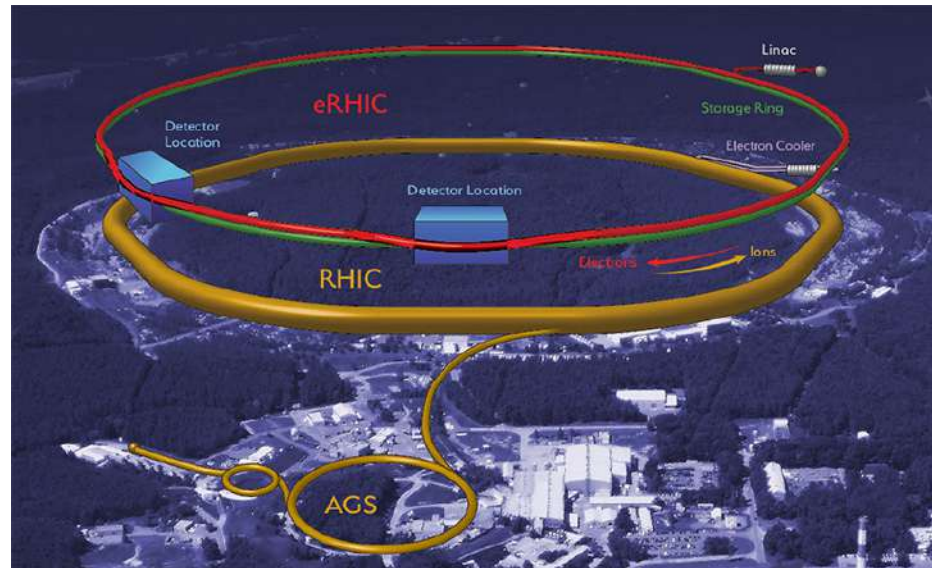 Linac
eRHIC
Storage Ring
Detector
Location
Electron Cooler
Detector Location
Electrons
Ions
RHIC
AGS